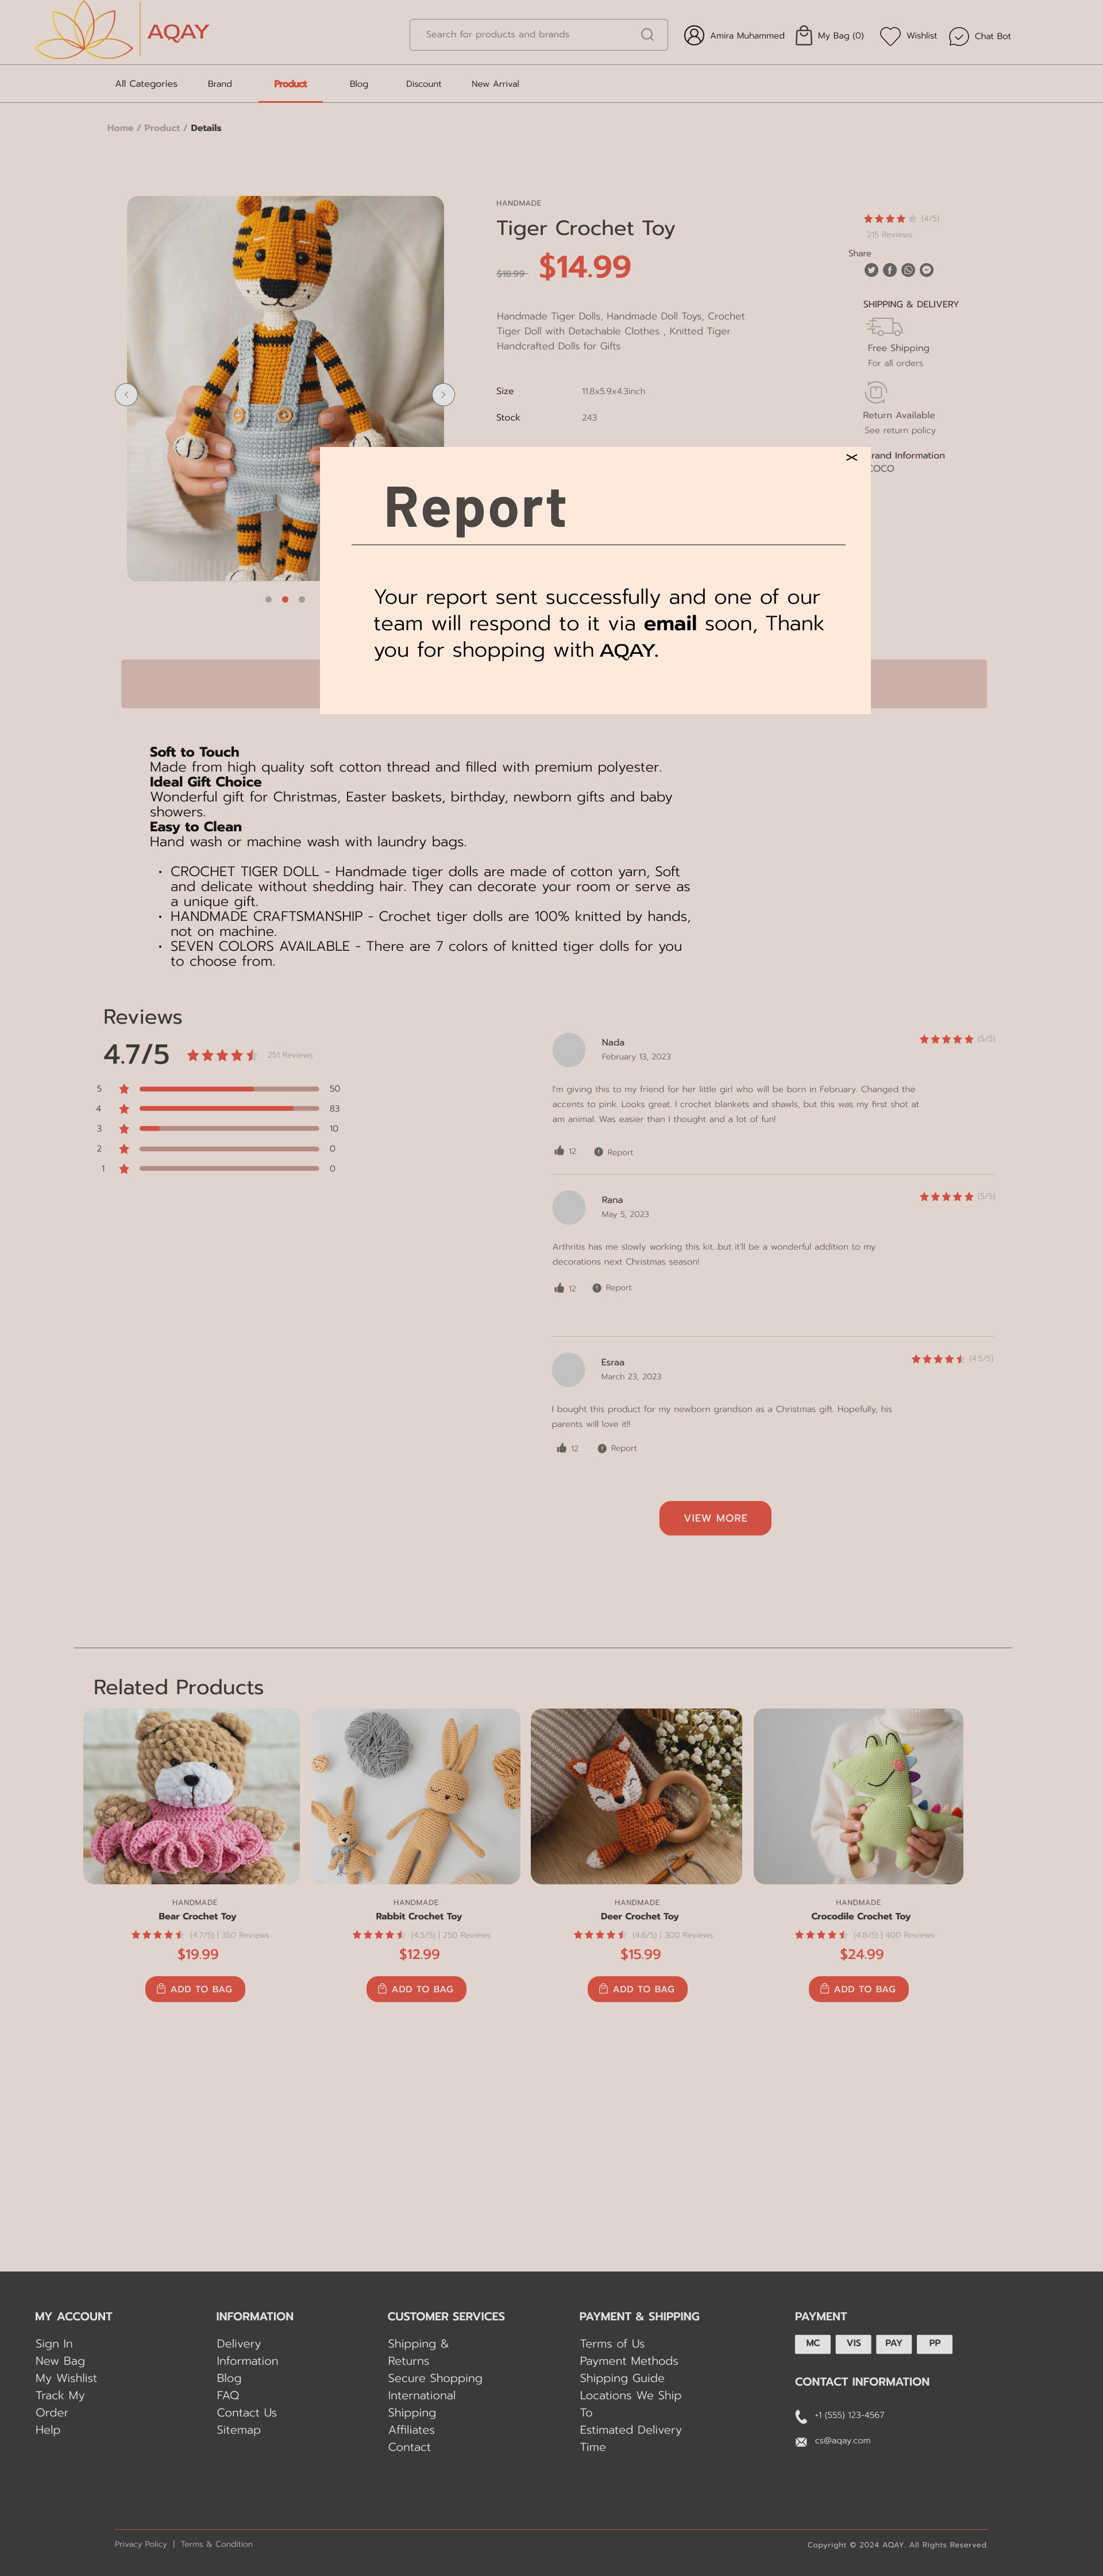 AQAY
Search for products and brands
Amira Muhammed
My Bag (0)
Wishlist
Chat Bot
All Categories
Brand
Product
Blog
Discount
New Arrival
Home / Product / Details
HANDMADE
Tiger Crochet Toy
$18.99 $14.99
Handmade Tiger Dolls, Handmade Doll Toys, Crochet
Tiger Doll with Detachable Clothes , Knitted Tiger
Handcrafted Dolls for Gifts
Size 11.8x5.9x4.3inch
Stock 243
(4/5)
215 Reviews
Share
SHIPPING & DELIVERY
Free Shipping
For all orders
Return Available
See return policy
rand Information
COCO
Report
Your report sent successfully and one of our
team will respond to it via email soon, Thank
you for shopping with AQAY.
Soft to Touch
Made from high quality soft cotton thread and filled with premium polyester.
Ideal Gift Choice
Wonderful gift for Christmas, Easter baskets, birthday, newborn gifts and baby
showers.
Easy to Clean
Hand wash or machine wash with laundry bags.
• CROCHET TIGER DOLL - Handmade tiger dolls are made of cotton yarn, Soft
and delicate without shedding hair. They can decorate your room or serve as
a unique gift.
• HANDMADE CRAFTSMANSHIP - Crochet tiger dolls are 100% knitted by hands,
not on machine.
• SEVEN COLORS AVAILABLE - There are 7 colors of knitted tiger dolls for you
to choose from.
Reviews
4.7/5
251 Reviews
5 50
4 83
3 10
2 0
1 0
Nada
February 13, 2023
(5/5)
I'm giving this to my friend for her little girl who will be born in February. Changed the
accents to pink. Looks great. I crochet blankets and shawls, but this was my first shot at
am animal. Was easier than I thought and a lot of fun!
12 Report
Rana
May 5, 2023
(5/5)
Arthritis has me slowly working this kit...but it'll be a wonderful addition to my
decorations next Christmas season!
12 Report
Esraa
March 23, 2023
(4.5/5)
I bought this product for my newborn grandson as a Christmas gift. Hopefully, his
parents will love it!!
12 Report
VIEW MORE
Related Products
HANDMADE
Bear Crochet Toy
(4.7/5) | 350 Reviews
$19.99
ADD TO BAG
HANDMADE
Rabbit Crochet Toy
(4.5/5) | 250 Reviews
$12.99
ADD TO BAG
HANDMADE
Deer Crochet Toy
(4.6/5) | 300 Reviews
$15.99
ADD TO BAG
HANDMADE
Crocodile Crochet Toy
(4.8/5) | 400 Reviews
$24.99
ADD TO BAG
MY ACCOUNT
Sign In
New Bag
My Wishlist
Track My
Order
Help
INFORMATION
Delivery
Information
Blog
FAQ
Contact Us
Sitemap
CUSTOMER SERVICES
Shipping &
Returns
Secure Shopping
International
Shipping
Affiliates
Contact
PAYMENT & SHIPPING
Terms of Us
Payment Methods
Shipping Guide
Locations We Ship
To
Estimated Delivery
Time
PAYMENT
MC VIS PAY PP
CONTACT INFORMATION
+1 (555) 123-4567
cs@aqay.com
Privacy Policy | Terms & Condition
Copyright © 2024 AQAY. All Rights Reserved.